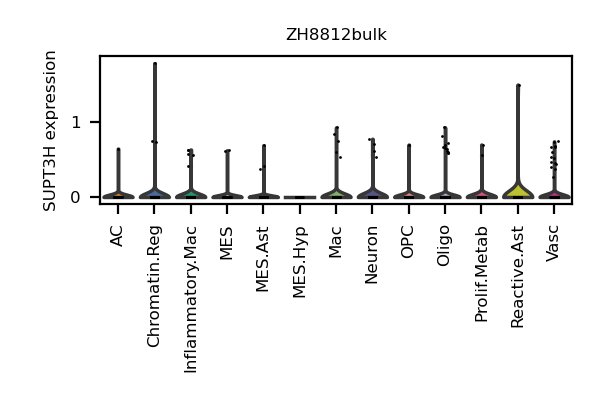 ZH8812bulk
SUPT3H expression
1
0
AC
Chromatin.Reg
Inflammatory.Mac
MES
MES.Ast
MES.Hyp
Mac
Neuron
OPC
Oligo
Prolif.Metab
Reactive.Ast
Vasc